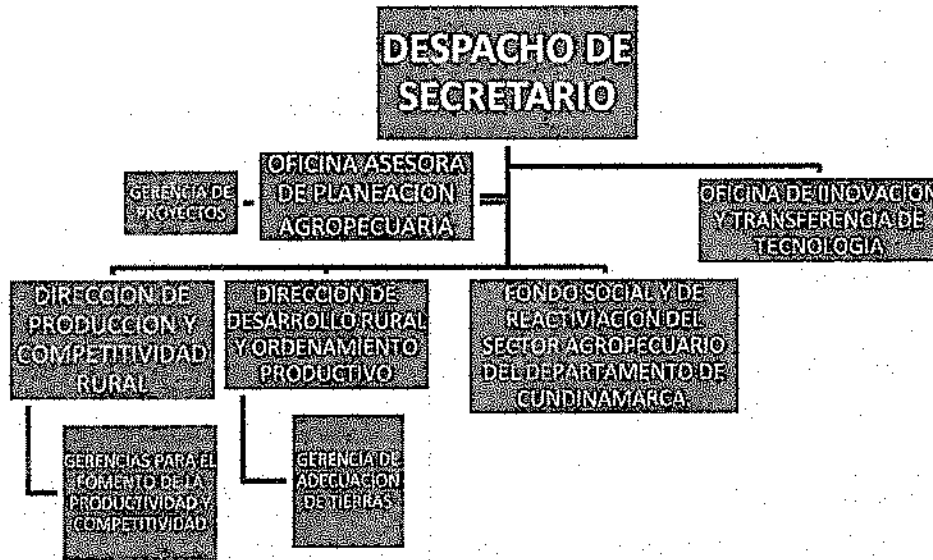 DESPACHO DE
SECRETARIO
OFICINA ASESORA
DE PLANEACION
AGROPECUARIA
GERENCIA DE
PROYECTOS
OFICINA DE IINOVACION
Y TRANSFERENCIA DE
TECNOLOGIA
DIRECCION DE
PRODUCCION Y
COMPETITIVIDAD
RURAL
DIRECCION DE
DESARROLLO RURAL
Y ORDENAMIENTO
PRODUCTIVO
FONDO SOCIAL Y DE
REACTIVIACION DEL
SECTOR AGROPECUARIO
DEL DEPARTAMENTO DE
CUNDINAMARCA.
GERENCIAS PARA EL
FOMENTO DE LA
PRODUCTIVIDAD Y
COMPETITIVIDAD
GERENCIA DE
ADECUACION
DE TIERRAS